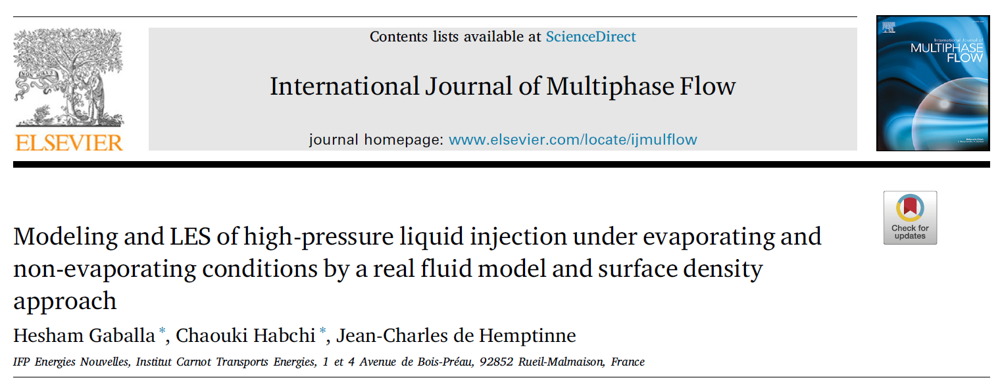 Contents lists available at ScienceDirect
International Journal of Multiphase Flow
journal homepage: www.elsevier.com/locate/ijmulflow
ELSEVIER
International Journal of
MULTIPHASE
FLOW
Check for
updates
Modeling and LES of high-pressure liquid injection under evaporating and
non-evaporating conditions by a real fluid model and surface density
approach
Hesham Gaballa *, Chaouki Habchi *, Jean-Charles de Hemptinne
IFP Energies Nouvelles, Institut Carnot Transports Energies, 1 et 4 Avenue de Bois-Préau, 92852 Rueil-Malmaison, France